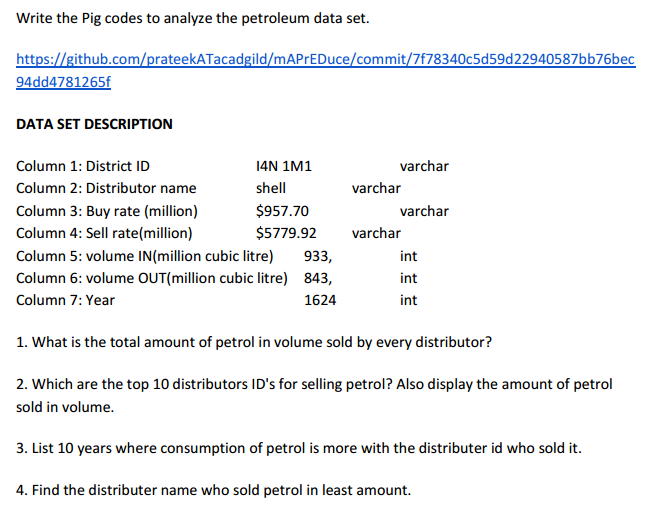 Write the Pig codes to analyze the petroleum data set.
https://github.com/prateekATacadgild/mAPrEDuce/commit/7f78340c5d59d22940587bb76bec
94dd4781265f
DATA SET DESCRIPTION
Column 1: District ID I4N 1M1 varchar
Column 2: Distributor name shell varchar
Column 3: Buy rate (million) $957.70 varchar
Column 4: Sell rate(million) $5779.92 varchar
Column 5: volume IN(million cubic litre) 933, int
Column 6: volume OUT(million cubic litre) 843, int
Column 7: Year 1624 int
1. What is the total amount of petrol in volume sold by every distributor?
2. Which are the top 10 distributors ID's for selling petrol? Also display the amount of petrol
sold in volume.
3. List 10 years where consumption of petrol is more with the distributer id who sold it.
4. Find the distributer name who sold petrol in least amount.